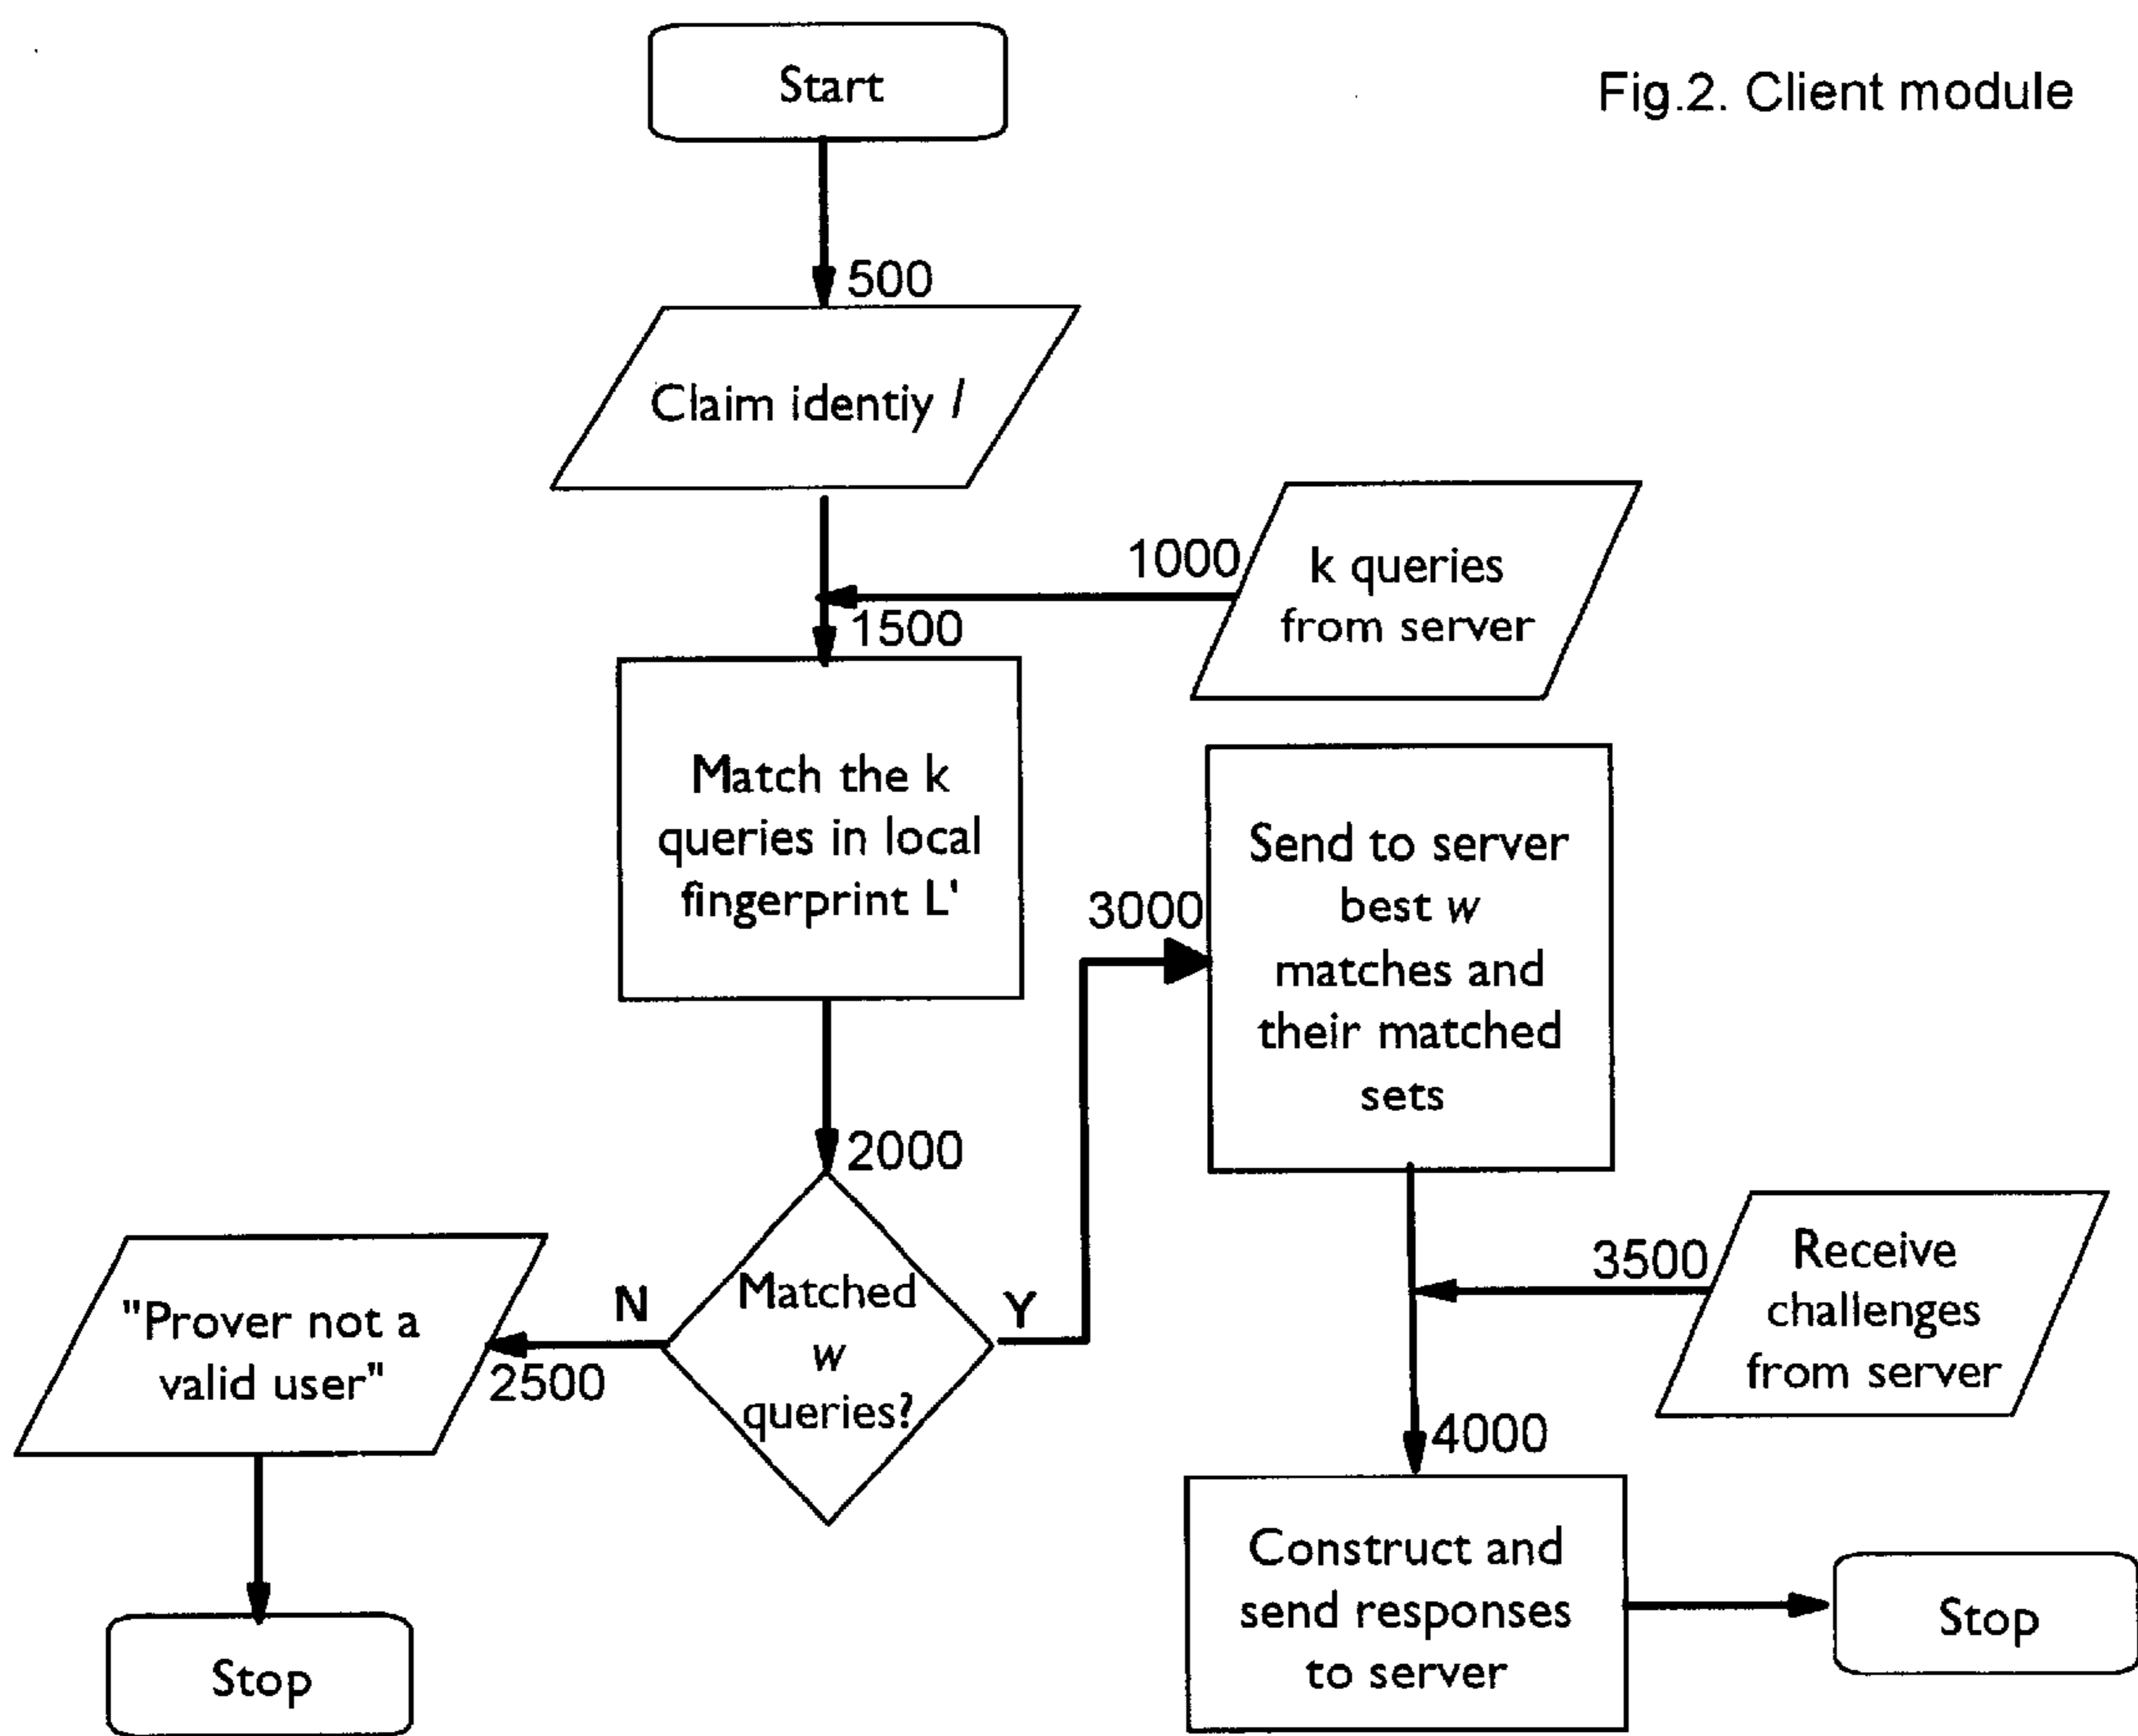 Start
Fig.2. Client module
500
Claim identiy I
1000
k queries
from server
1500
Match the k
queries in local
fingerprint L'
3000
Send to server
best w
matches and
their matched
sets
2000
Matched
w
queries?
N
Y
2500
"Prover not a
valid user"
Stop
3500
Receive
challenges
from server
4000
Construct and
send responses
to server
Stop